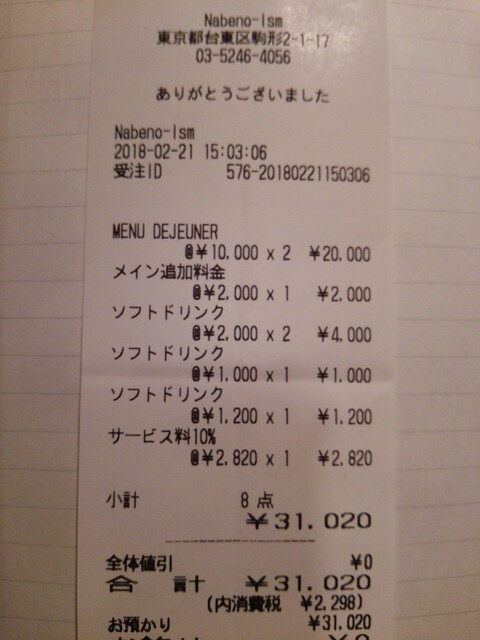 Nabeno-Ism
東京都台東区駒形2-1-17
03-5246-4056
ありがとうございました
Nabeno-Ism
2018-02-21 15:03:06
受注ID 576-20180221150306
MENU DEJEUNER
@¥10,000 x 2 ¥20,000
メイン追加料金
@¥2,000 x 1 ¥2,000
ソフトドリンク
@¥2,000 x 2 ¥4,000
ソフトドリンク
@¥1,000 x 1 ¥1,000
ソフトドリンク
@¥1,200 x 1 ¥1,200
サービス料10%
@¥2,820 x 1 ¥2,820
小計 8 点
¥31,020
全体値引 ¥0
合 計 ¥31,020
(内消費税 ¥2,298)
お預かり ¥31,020